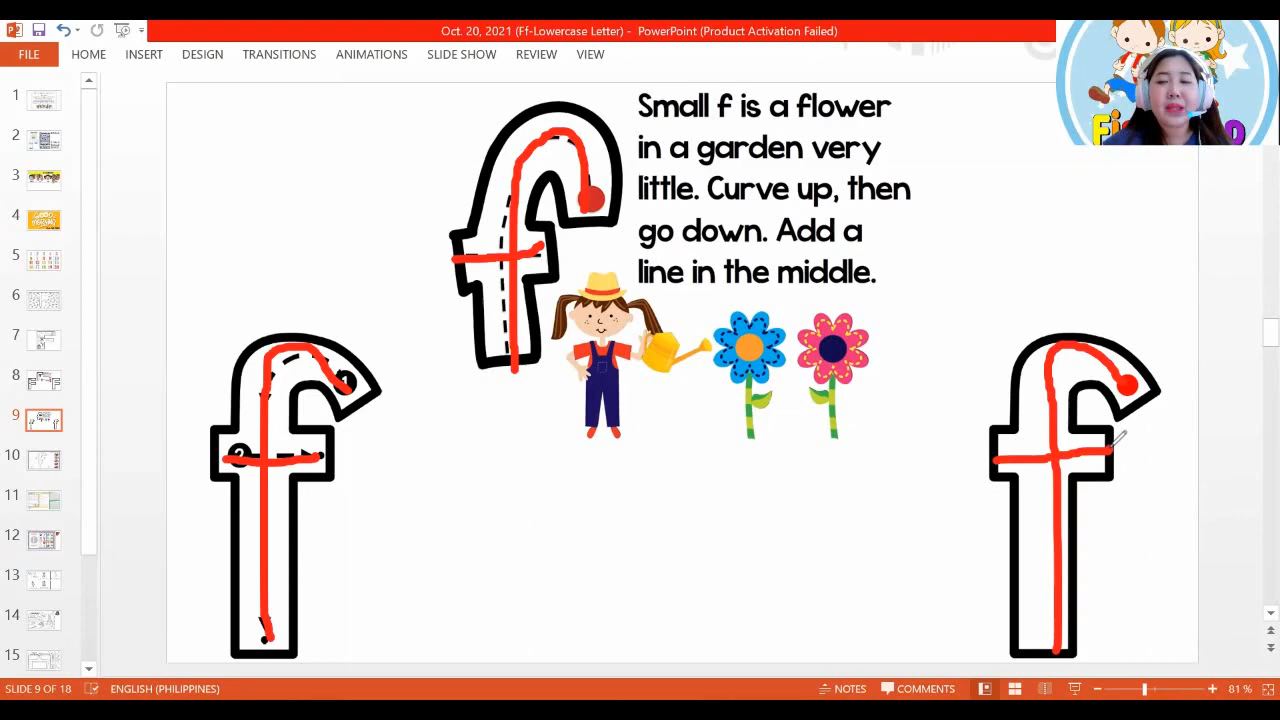 Oct. 20, 2021 (Ff-Lowercase Letter) - PowerPoint (Product Activation Failed)
FILE HOME INSERT DESIGN TRANSITIONS ANIMATIONS SLIDE SHOW REVIEW VIEW
1
2
3
4
5
6
7
8
9
10
11
12
13
14
15
Small f is a flower
in a garden very
little. Curve up, then
go down. Add a
line in the middle.
f
f
1
2
f
SLIDE 9 OF 18 ENGLISH (PHILIPPINES) NOTES COMMENTS 81 %